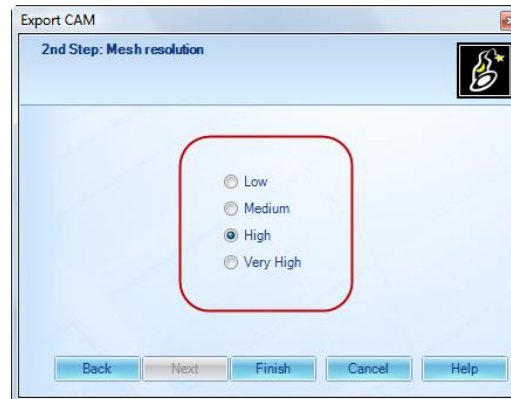 Export CAM
2nd Step: Mesh resolution
Low
Medium
High
Very High
Back Next Finish Cancel Help